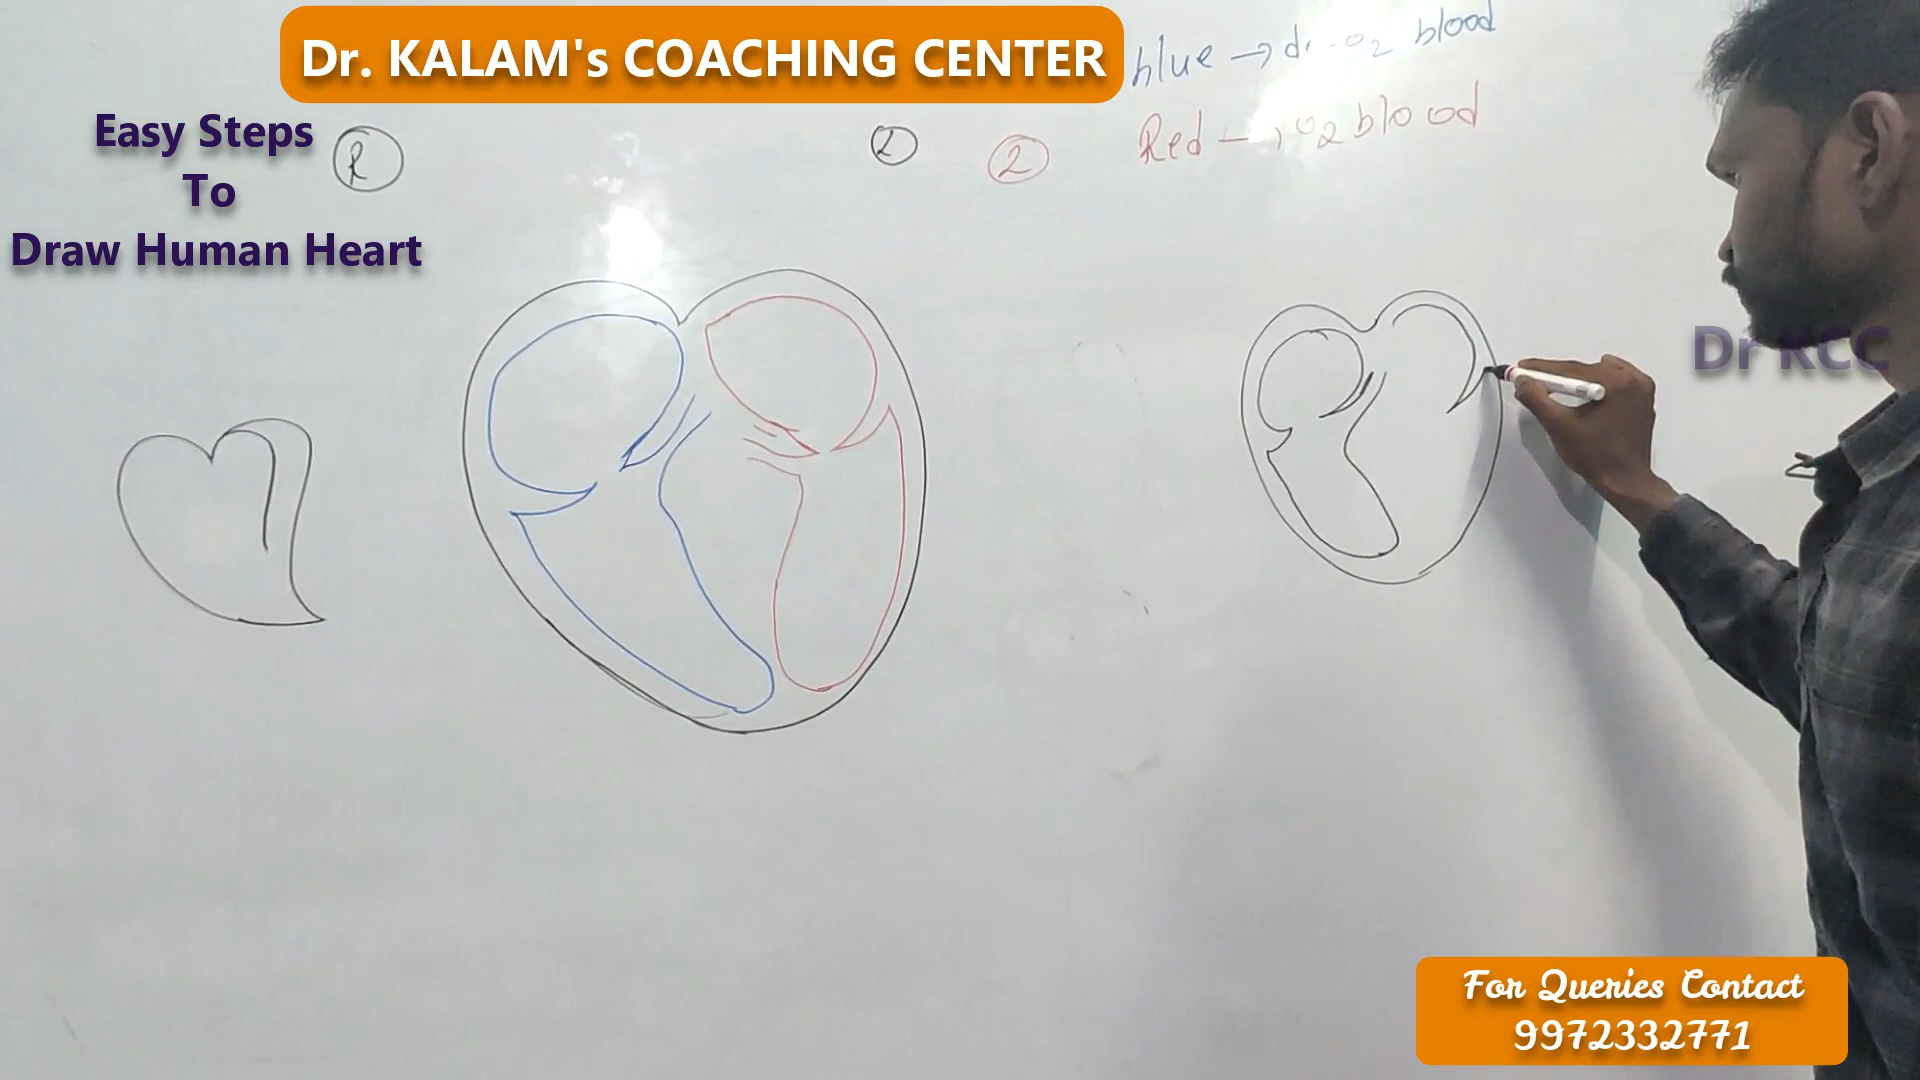 Dr. KALAM's COACHING CENTER
blue → de-O2 blood
Red → O2 blood
Easy Steps
To
Draw Human Heart
R
L
2
Dr KCC
For Queries Contact
9972332771